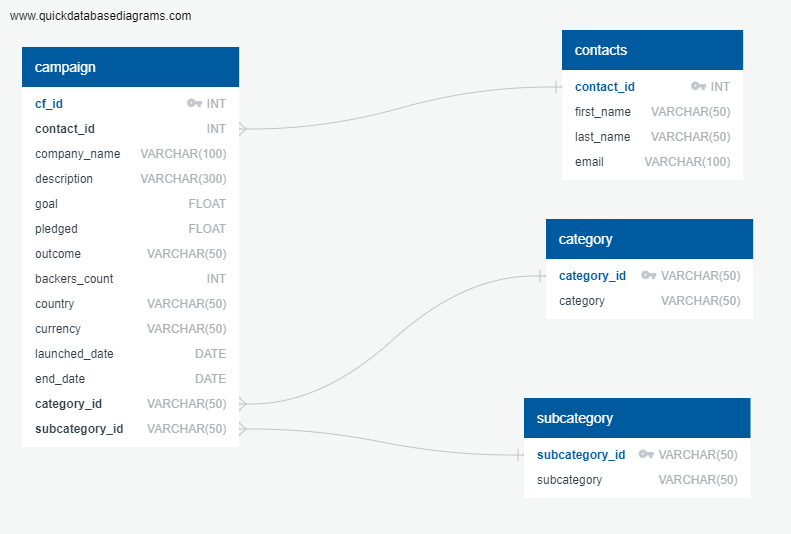 www.quickdatabasediagrams.com
campaign
cf_id INT
contact_id INT
company_name VARCHAR(100)
description VARCHAR(300)
goal FLOAT
pledged FLOAT
outcome VARCHAR(50)
backers_count INT
country VARCHAR(50)
currency VARCHAR(50)
launched_date DATE
end_date DATE
category_id VARCHAR(50)
subcategory_id VARCHAR(50)
contacts
contact_id INT
first_name VARCHAR(50)
last_name VARCHAR(50)
email VARCHAR(100)
category
category_id VARCHAR(50)
category VARCHAR(50)
subcategory
subcategory_id VARCHAR(50)
subcategory VARCHAR(50)